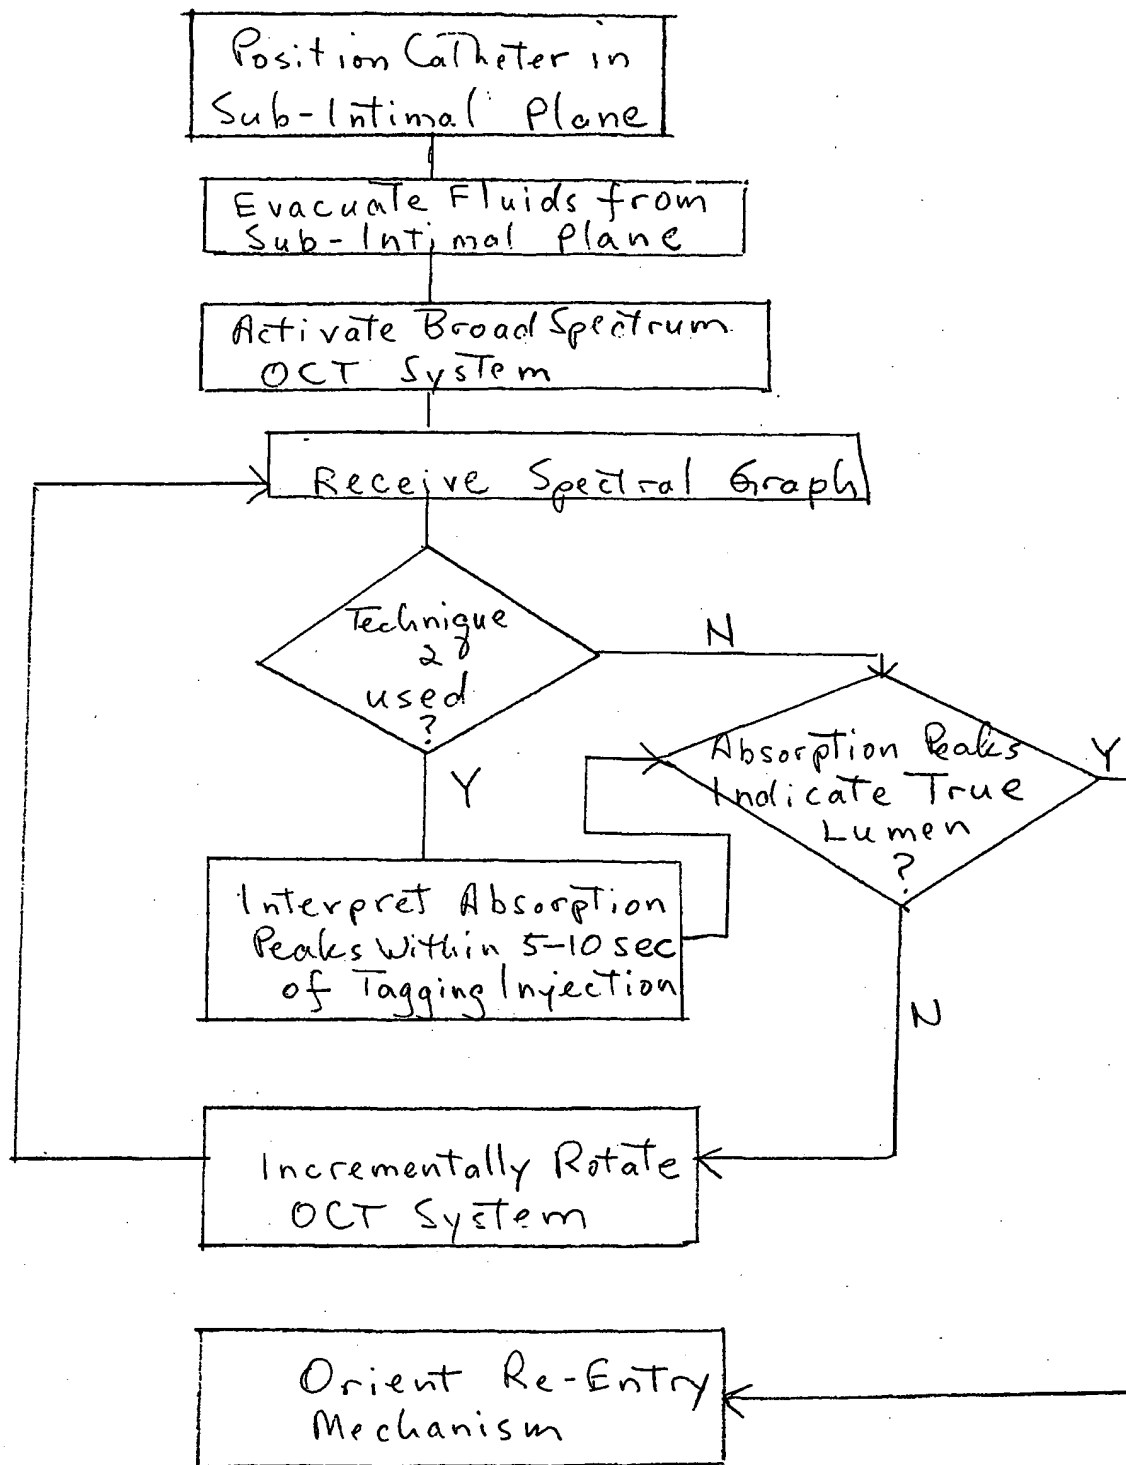 Position Catheter in
Sub-Intimal Plane
Evacuate Fluids from
Sub-Intimal Plane
Activate Broad Spectrum
OCT System
Receive Spectral Graph
Technique
2
used
?
N
Y
Absorption Peaks
Indicate True
Lumen
?
Y
N
Interpret Absorption
Peaks Within 5-10 sec
of Tagging Injection
Incrementally Rotate
OCT System
Orient Re-Entry
Mechanism